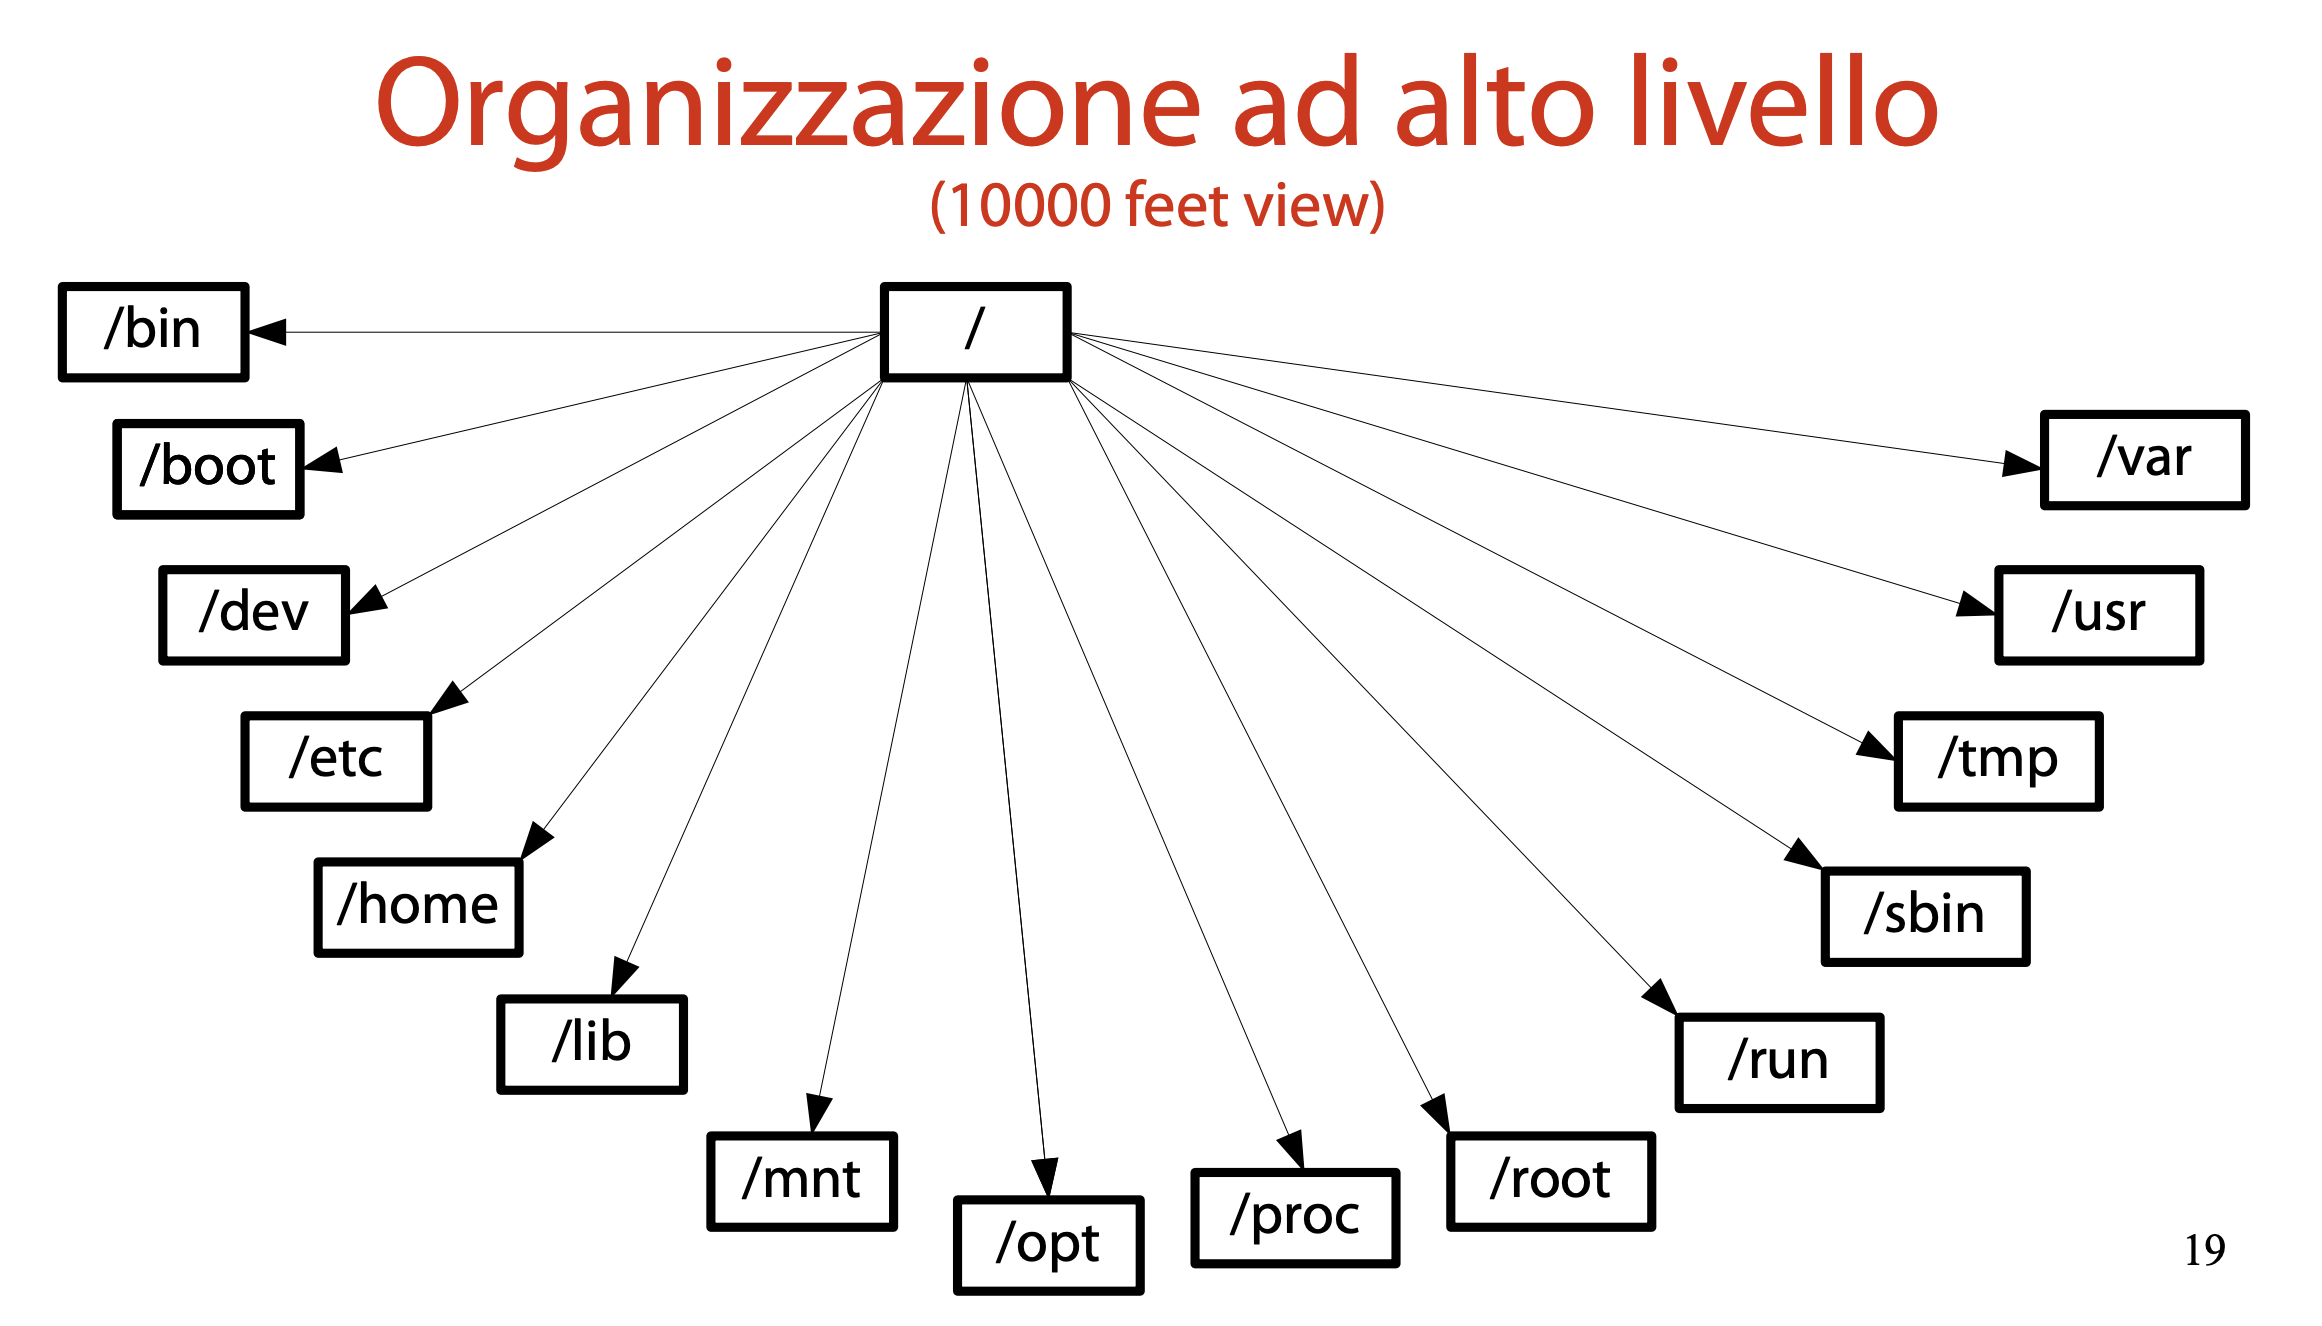 Organizzazione ad alto livello
(10000 feet view)
/bin
/
/boot
/var
/dev
/usr
/etc
/tmp
/home
/sbin
/lib
/run
/mnt
/root
/opt
/proc
19